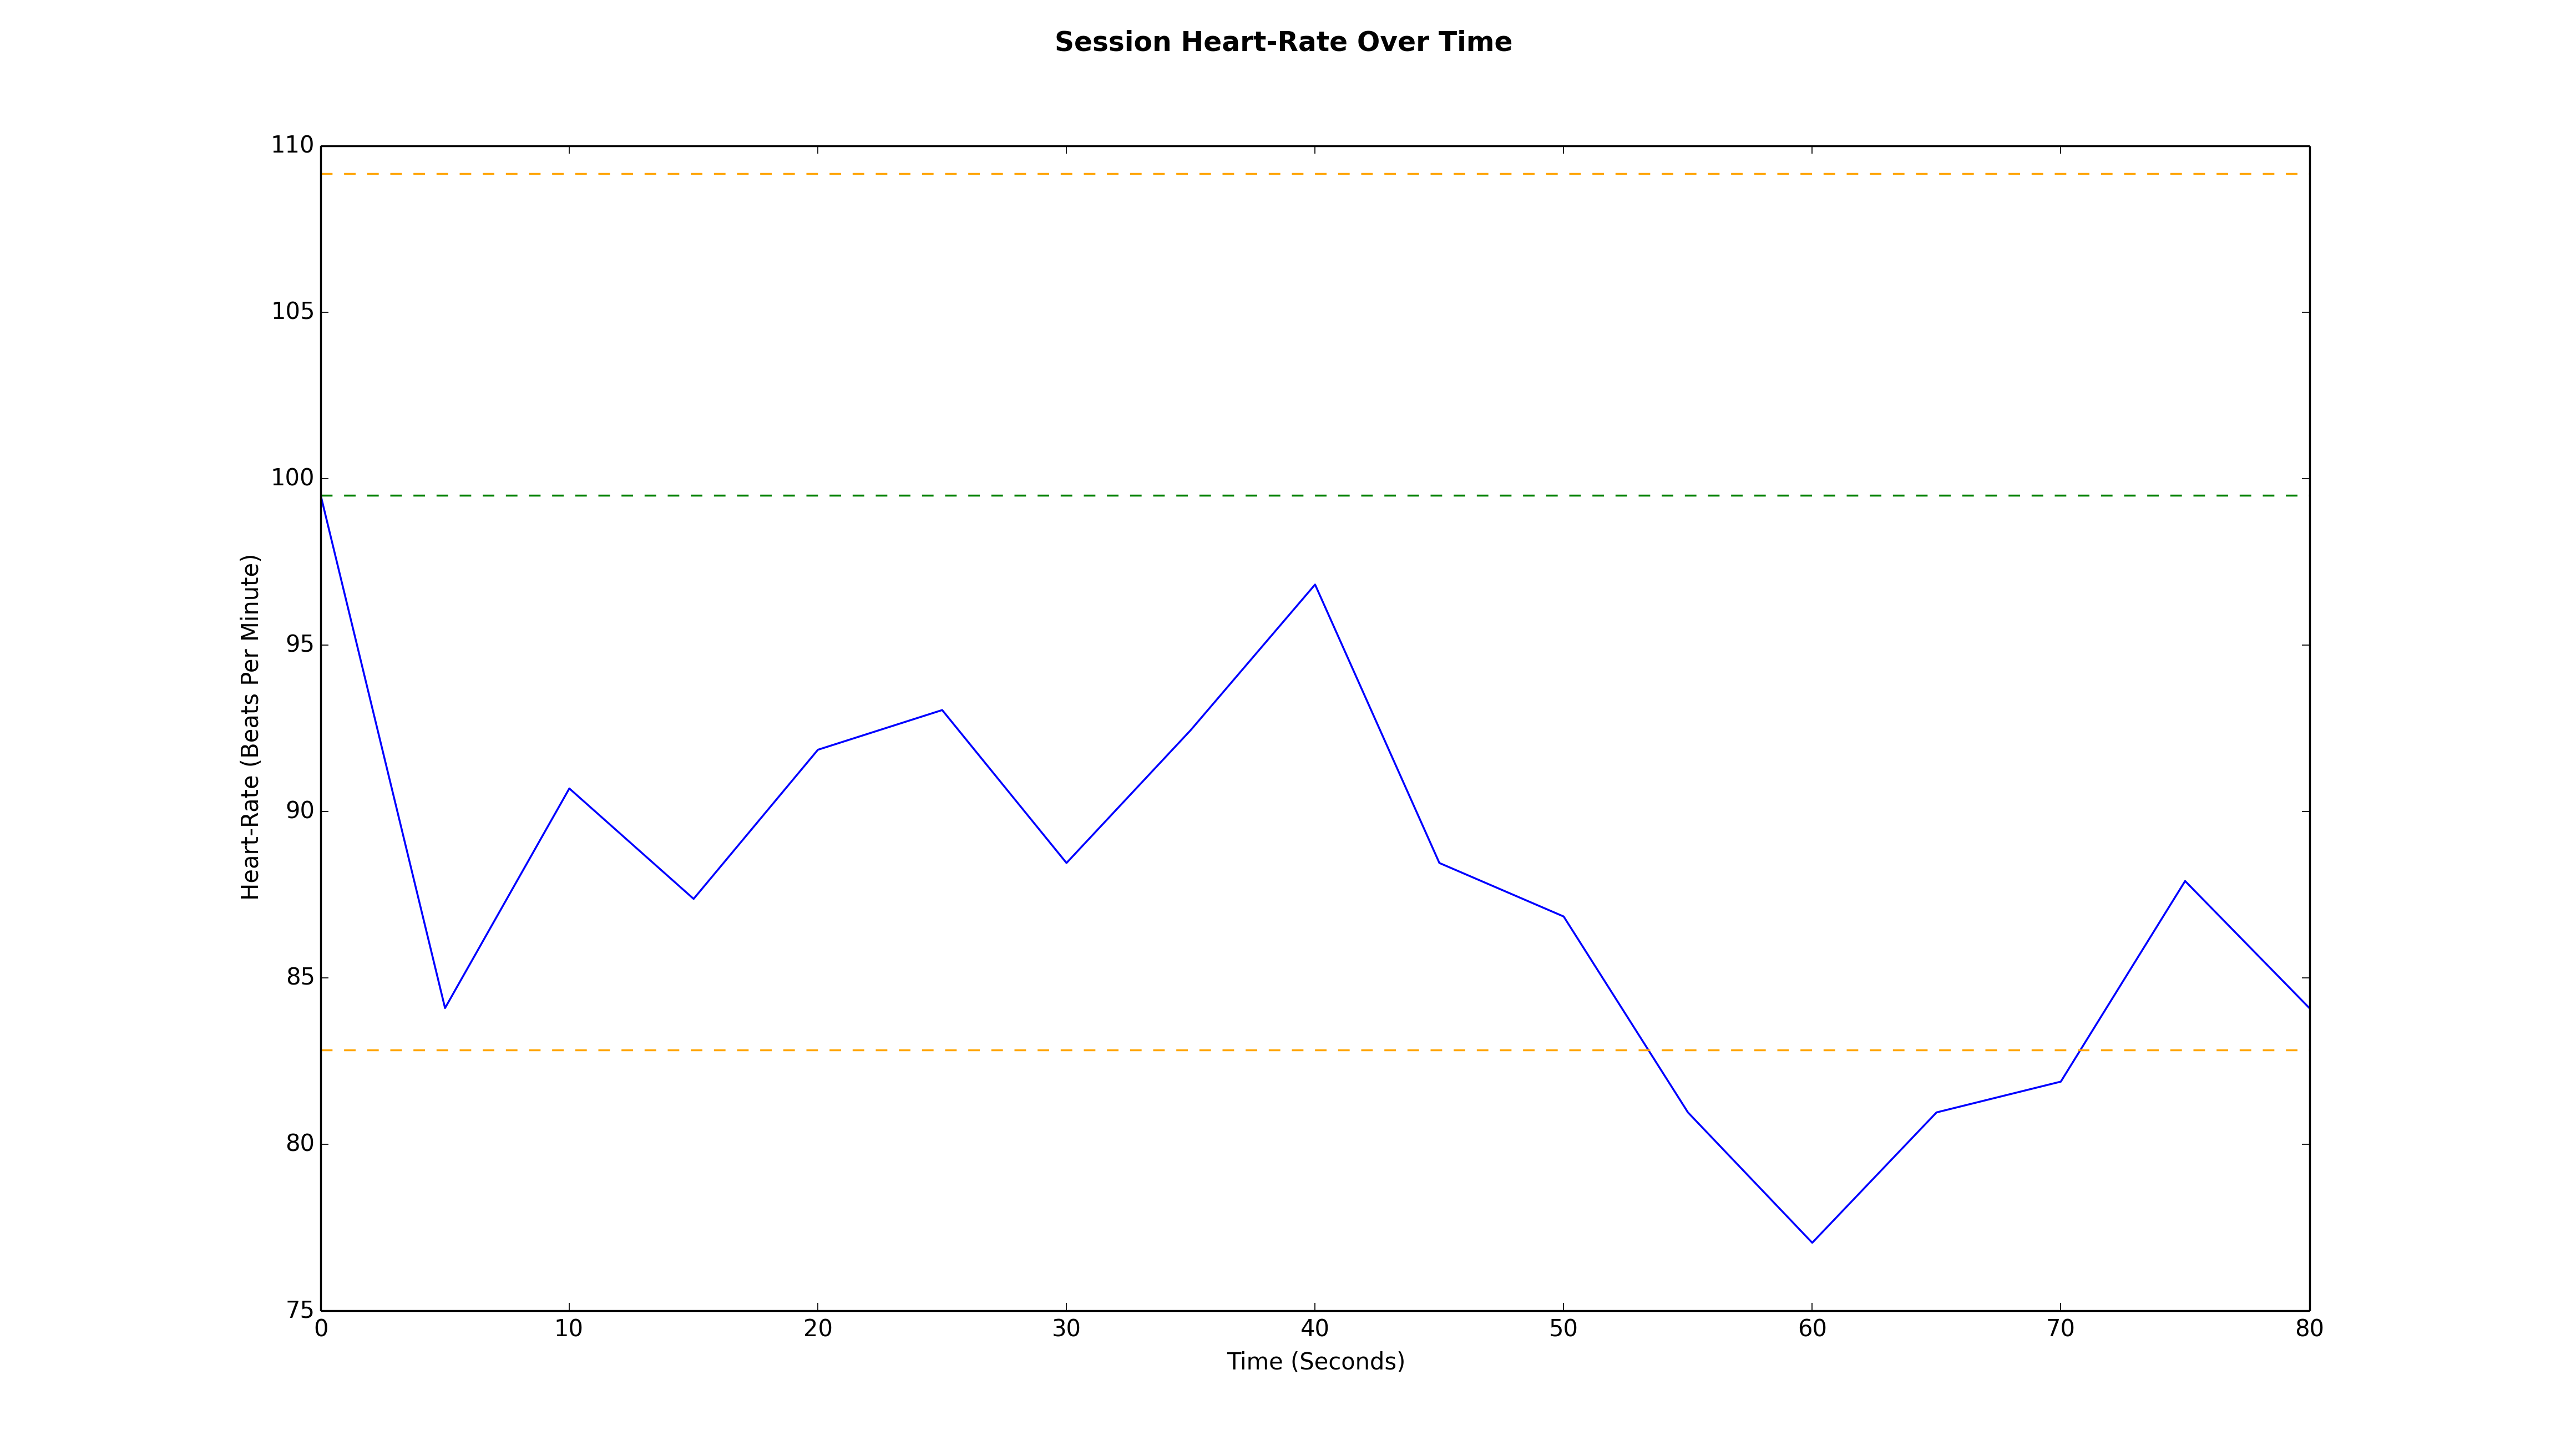 Session Heart-Rate Over Time
110
105
100
95
90
85
80
75
Heart-Rate (Beats Per Minute)
0 10 20 30 40 50 60 70 80
Time (Seconds)